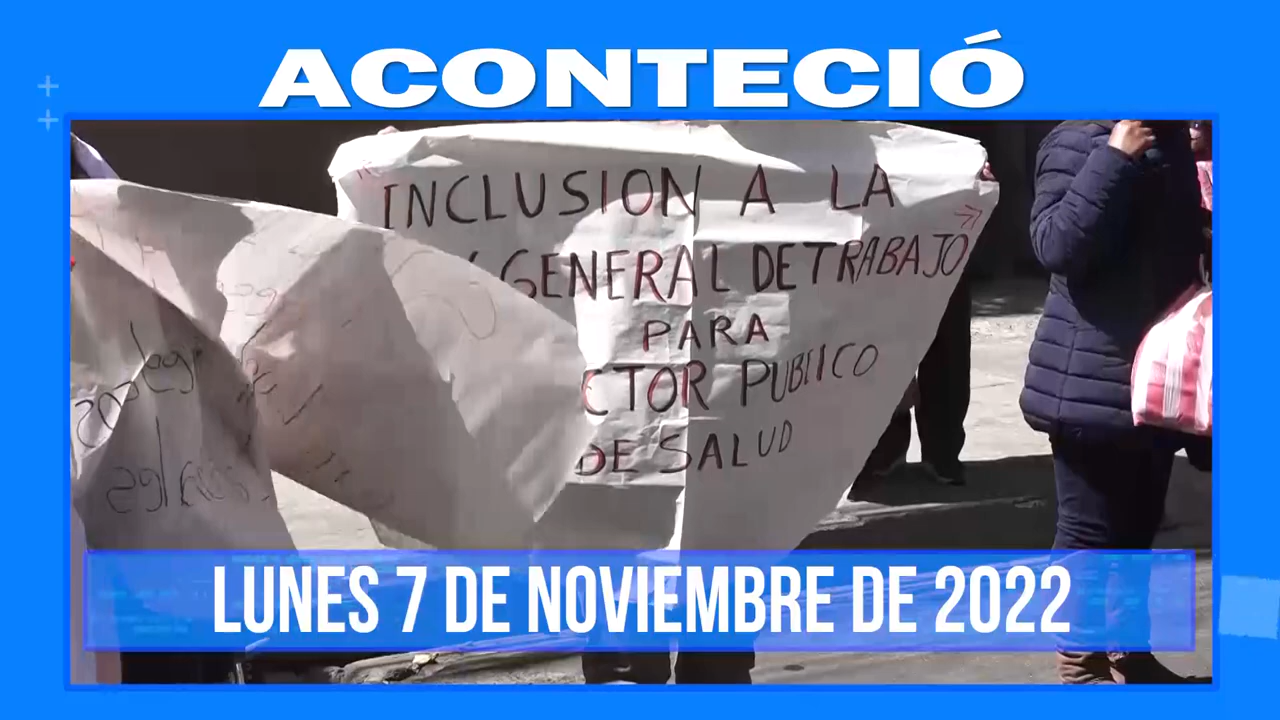 ACONTECIÓ
INCLUSION A LA
GENERAL DE TRABAJO
PARA
CTOR PUBLICO
DE SALUD
LUNES 7 DE NOVIEMBRE DE 2022